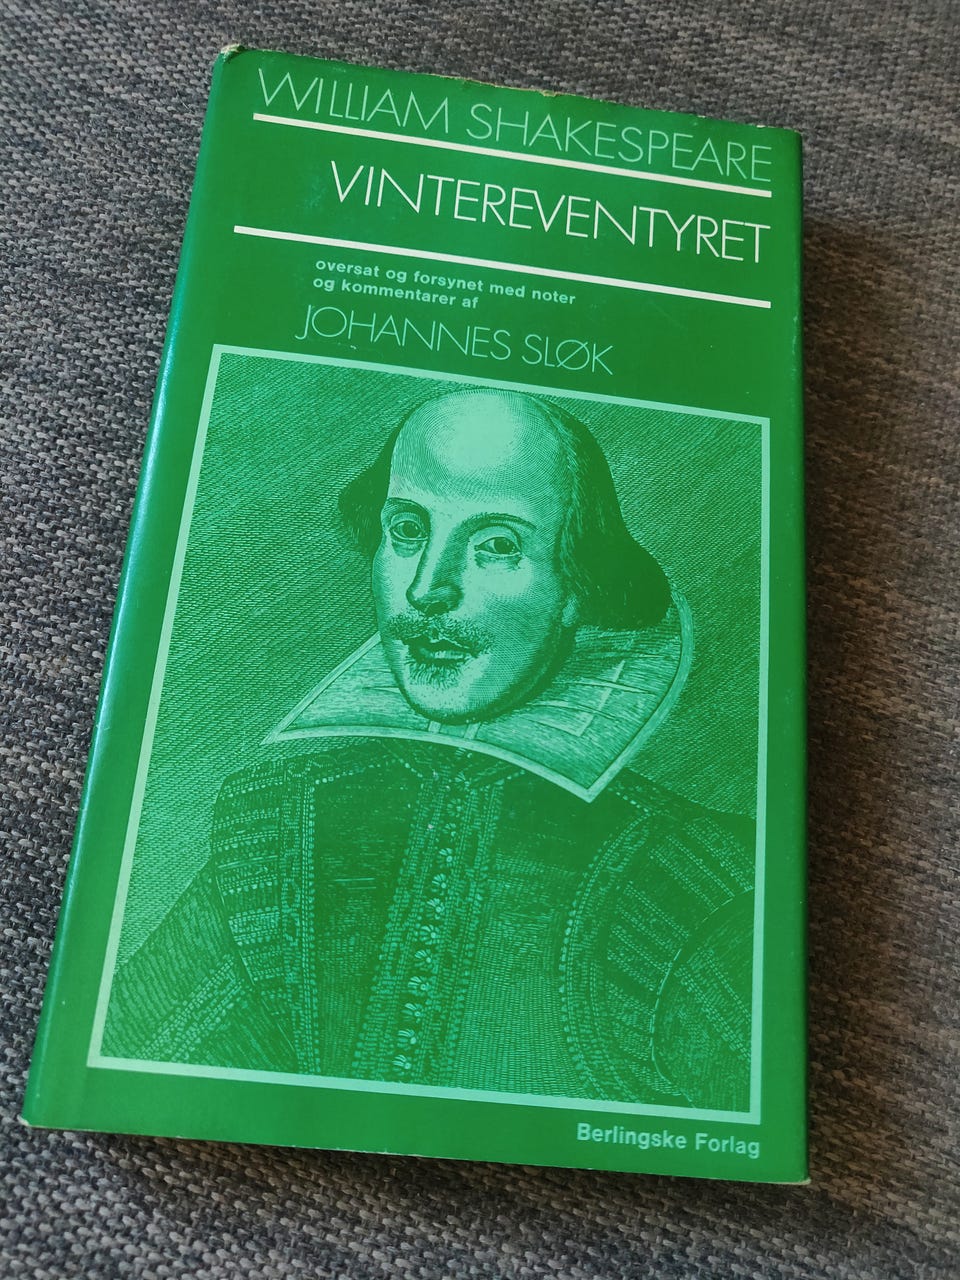 WILLIAM SHAKESPEARE
VINTEREVENTYRET
oversat og forsynet med noter
og kommentarer af
JOHANNES SLØK
Berlingske Forlag